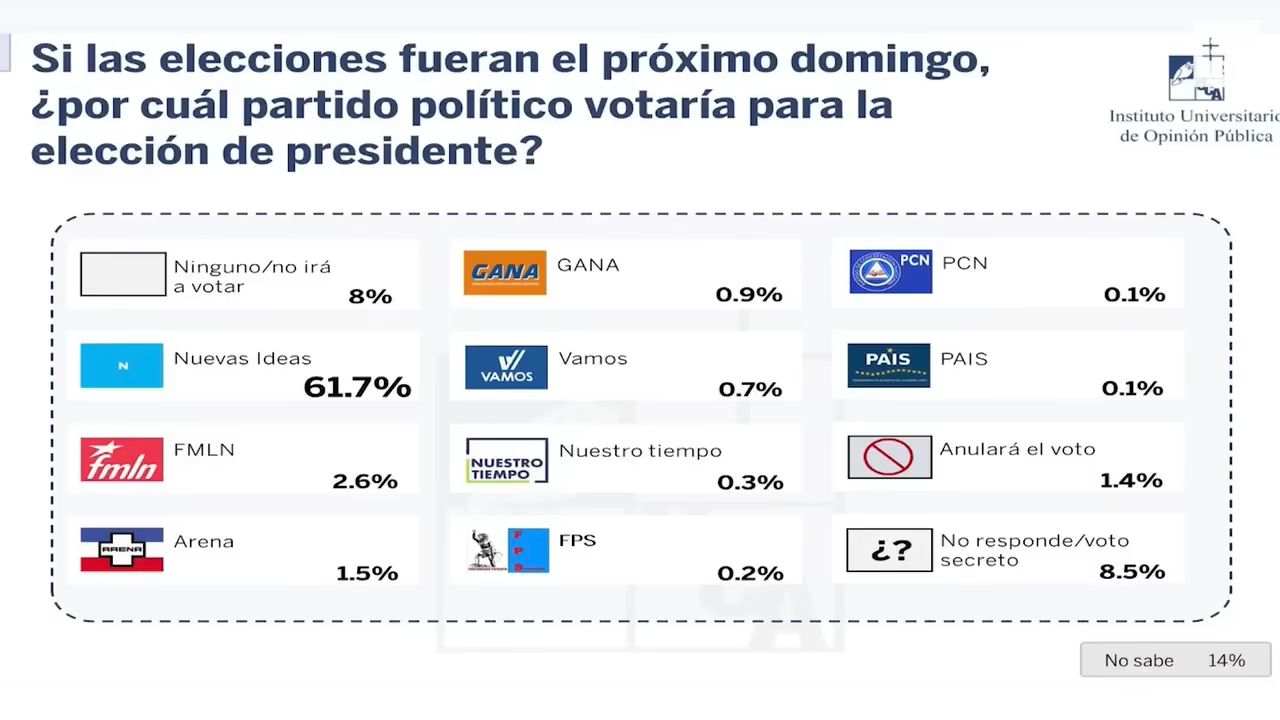 Si las elecciones fueran el próximo domingo,
¿por cuál partido político votaría para la
elección de presidente?
Instituto Universitario
de Opinión Pública
Ninguno/no irá
a votar
8%
N
Nuevas Ideas
61.7%
fmln
FMLN
2.6%
ARENA
Arena
1.5%
GANA
GANA
0.9%
VAMOS
Vamos
0.7%
NUESTRO
TIEMPO
Nuestro tiempo
0.3%
F
P
S
FPS
0.2%
PCN
PCN
0.1%
PAIS
PAIS
0.1%
Anulará el voto
1.4%
¿?
No responde/voto
secreto
8.5%
No sabe 14%